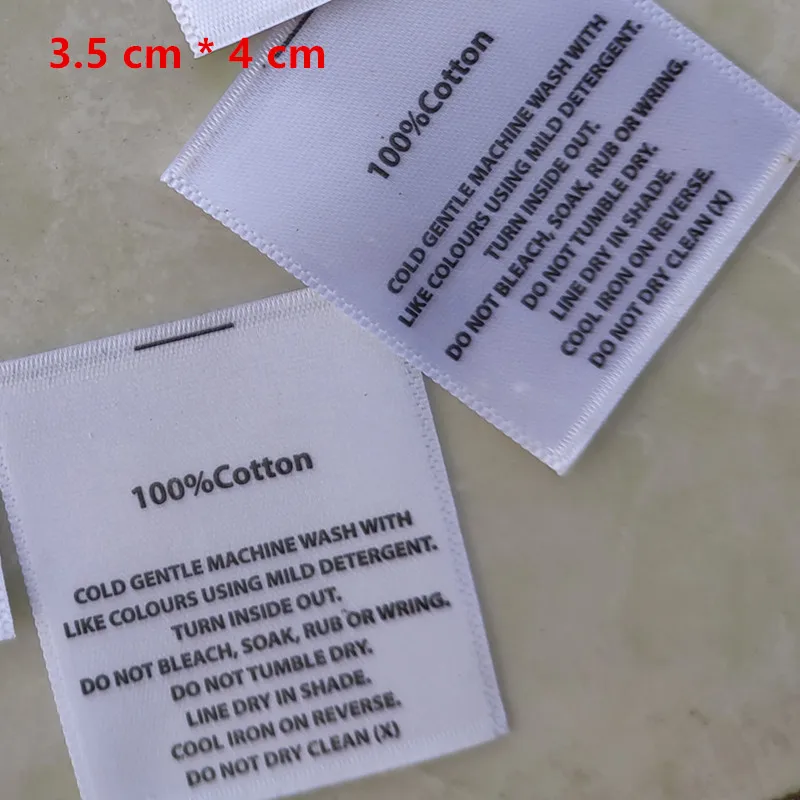 3.5 cm * 4 cm
100%Cotton
COLD GENTLE MACHINE WASH WITH
LIKE COLOURS USING MILD DETERGENT.
TURN INSIDE OUT.
DO NOT BLEACH, SOAK, RUB OR WRING.
DO NOT TUMBLE DRY.
LINE DRY IN SHADE.
COOL IRON ON REVERSE.
DO NOT DRY CLEAN (X)
100%Cotton
COLD GENTLE MACHINE WASH WITH
LIKE COLOURS USING MILD DETERGENT.
TURN INSIDE OUT.
DO NOT BLEACH, SOAK, RUB OR WRING.
DO NOT TUMBLE DRY.
LINE DRY IN SHADE.
COOL IRON ON REVERSE.
DO NOT DRY CLEAN (X)